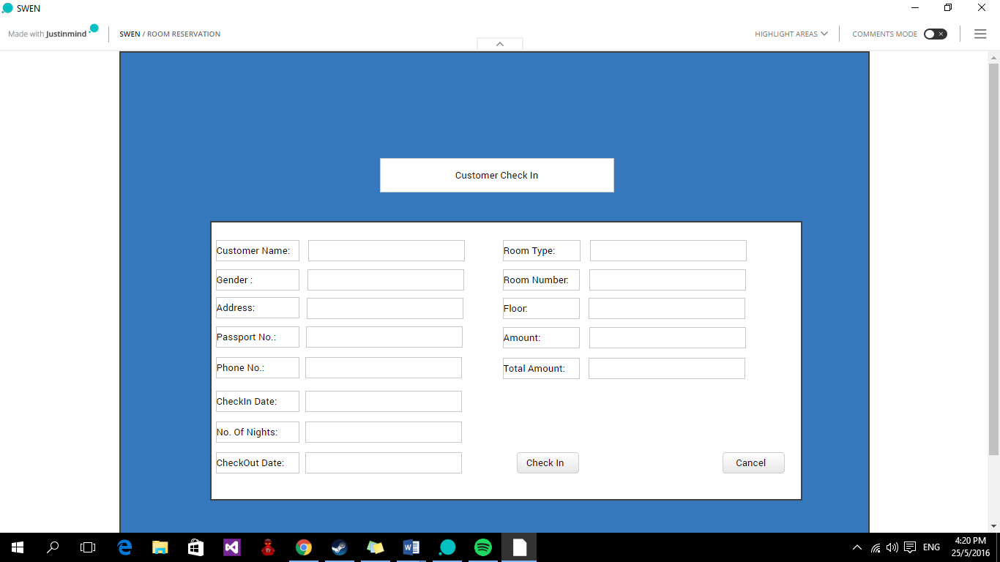 SWEN
Made with Justinmind
SWEN / ROOM RESERVATION
HIGHLIGHT AREAS
COMMENTS MODE
Customer Check In
Customer Name:
Room Type:
Gender :
Room Number:
Address:
Floor:
Passport No.:
Amount:
Phone No.:
Total Amount:
CheckIn Date:
No. Of Nights:
CheckOut Date:
Check In
Cancel
ENG
4:20 PM
25/5/2016